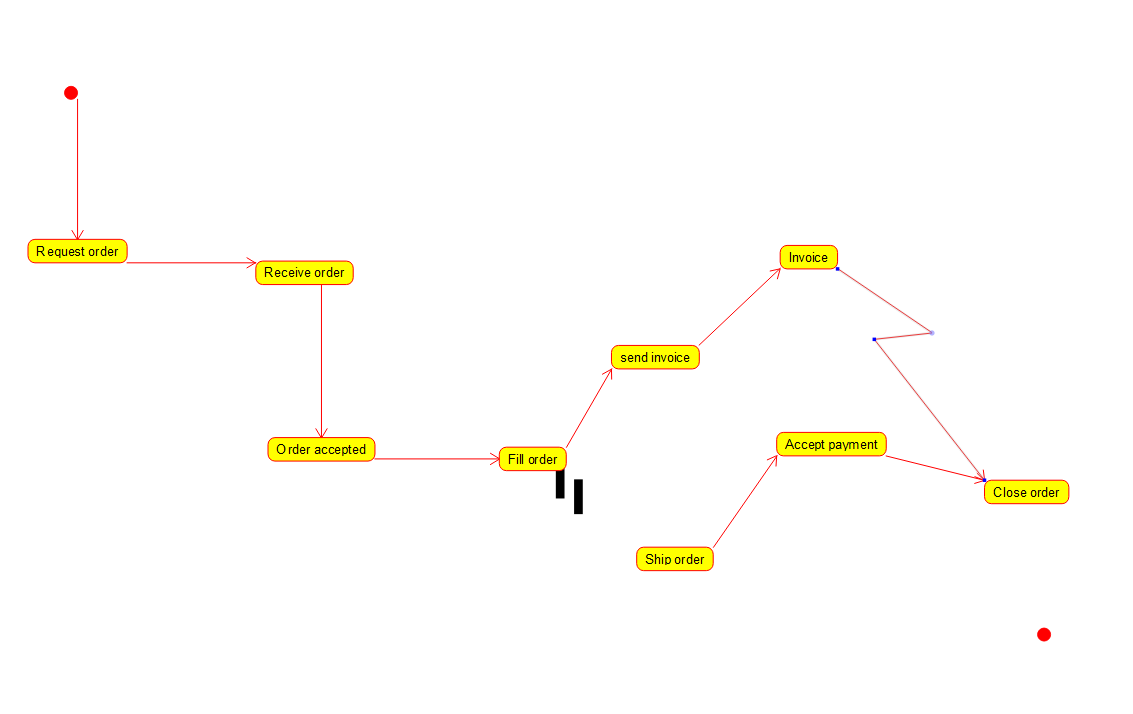 Request order
Receive order
Order accepted
Fill order
send invoice
Invoice
Accept payment
Ship order
Close order